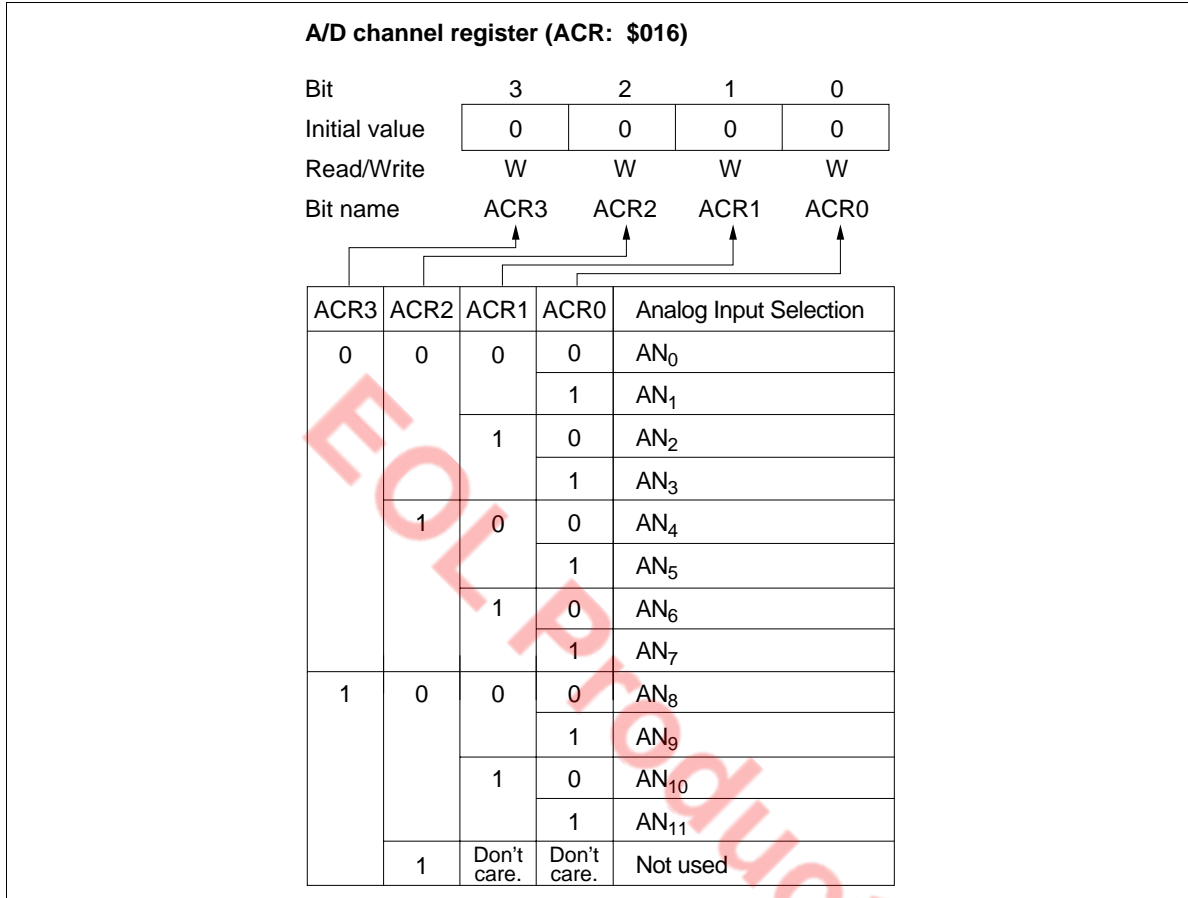 A/D channel register (ACR: $016)
Bit 3 2 1 0
Initial value 0 0 0 0
Read/Write W W W W
Bit name ACR3 ACR2 ACR1 ACR0
ACR3 ACR2 ACR1 ACR0 Analog Input Selection
0 0 0 0 AN0
1 AN1
1 0 AN2
1 AN3
1 0 0 AN4
1 AN5
1 0 AN6
1 AN7
1 0 0 0 AN8
1 AN9
1 0 AN10
1 AN11
1 Don't care. Don't care. Not used
EOL Produc